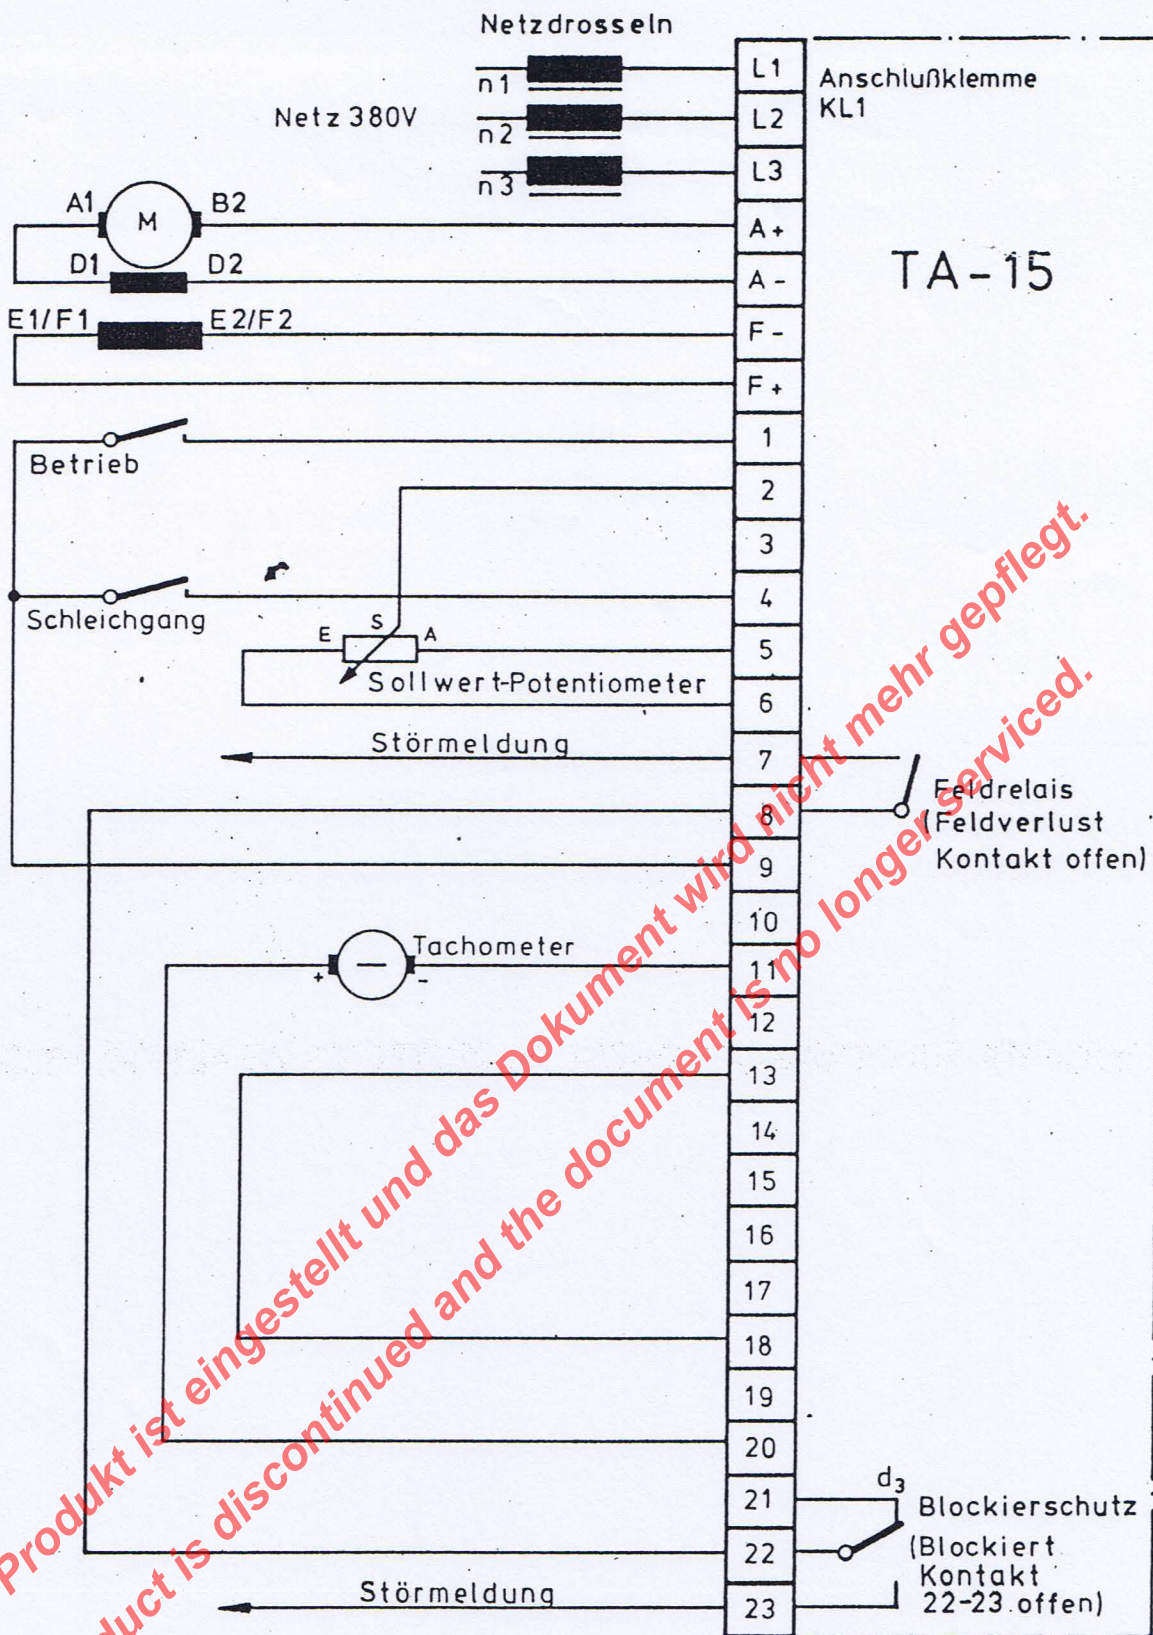 Netzdrosseln
n1
L1
Anschlußklemme
KL1
Netz 380V
n2
L2
n3
L3
A1
M
B2
A+
TA-15
D1
D2
A-
E1/F1
E2/F2
F-
F+
Betrieb
1
2
3
Schleichgang
4
E
S
A
5
Sollwert-Potentiometer
6
Störmeldung
7
8
Feldrelais
(Feldverlust
Kontakt offen)
9
10
Tachometer
+
-
11
12
13
14
15
16
17
18
19
20
21
d3
Blockierschutz
22
(Blockiert
Kontakt
22-23 offen)
Störmeldung
23
Produkt ist eingestellt und das Dokument wird nicht mehr gepflegt.
duct is discontinued and the document is no longer serviced.